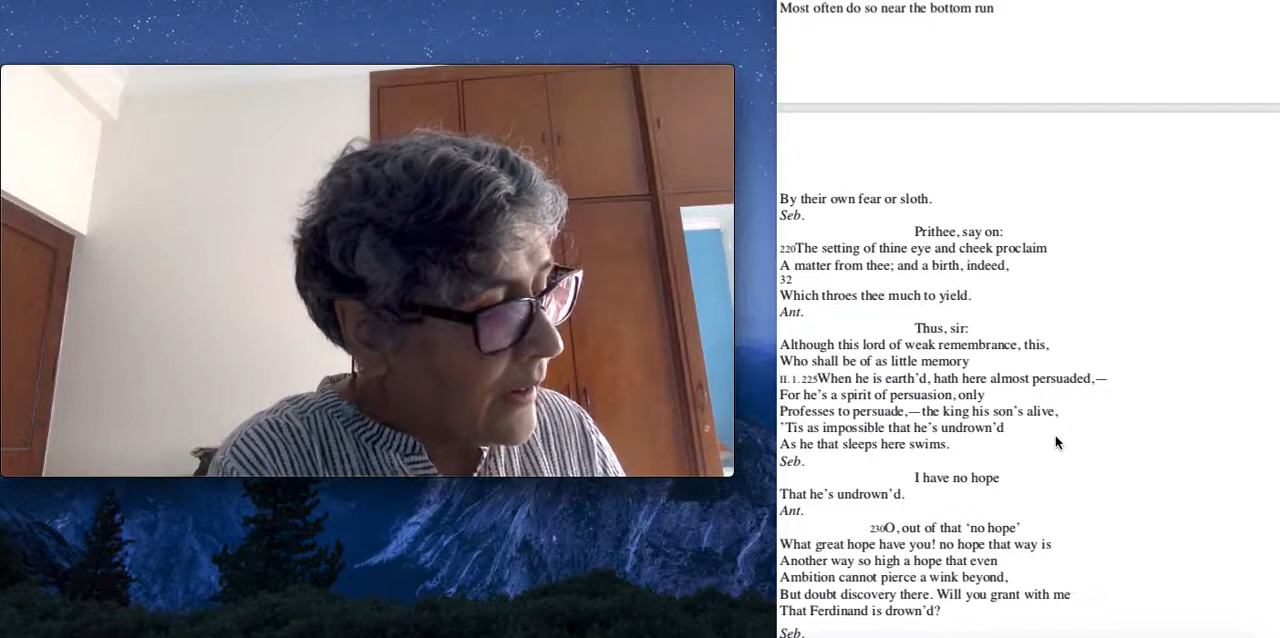 Most often do so near the bottom run
By their own fear or sloth.
Seb.
Prithee, say on:
220The setting of thine eye and cheek proclaim
A matter from thee; and a birth, indeed,
32
Which throes thee much to yield.
Ant.
Thus, sir:
Although this lord of weak remembrance, this,
Who shall be of as little memory
II. 1. 225When he is earth’d, hath here almost persuaded,—
For he’s a spirit of persuasion, only
Professes to persuade,—the king his son’s alive,
’Tis as impossible that he’s undrown’d
As he that sleeps here swims.
Seb.
I have no hope
That he’s undrown’d.
Ant.
230O, out of that ‘no hope’
What great hope have you! no hope that way is
Another way so high a hope that even
Ambition cannot pierce a wink beyond,
But doubt discovery there. Will you grant with me
That Ferdinand is drown’d?
Seb.